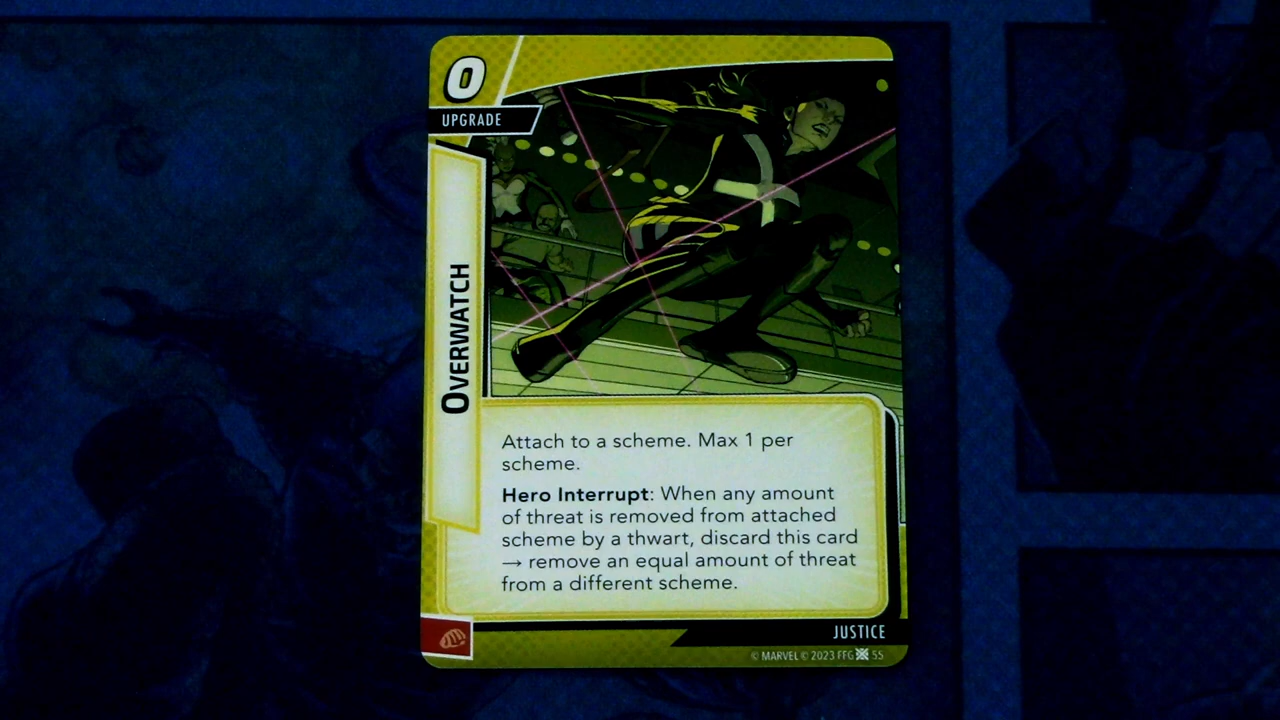 0
UPGRADE
OVERWATCH
Attach to a scheme. Max 1 per
scheme.
Hero Interrupt: When any amount
of threat is removed from attached
scheme by a thwart, discard this card
→ remove an equal amount of threat
from a different scheme.
JUSTICE
© MARVEL © 2023 FFG 55